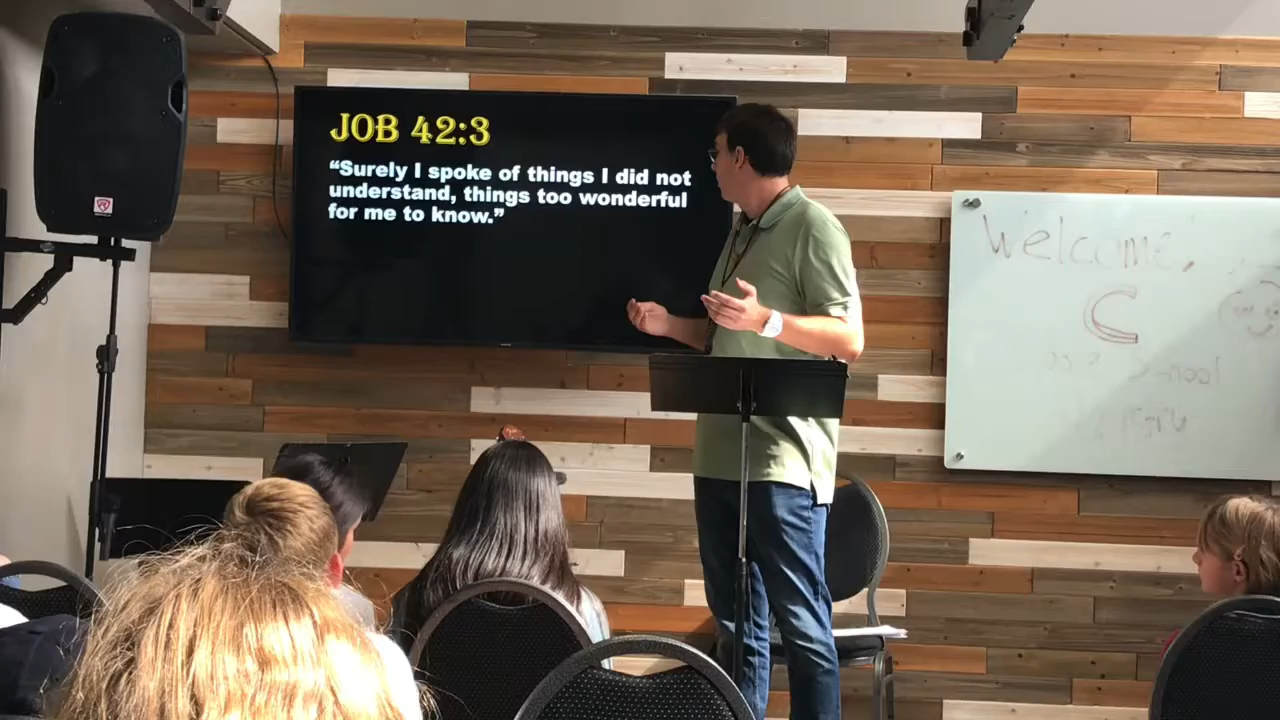 JOB 42:3
“Surely I spoke of things I did not
understand, things too wonderful
for me to know.”
Welcome,
C